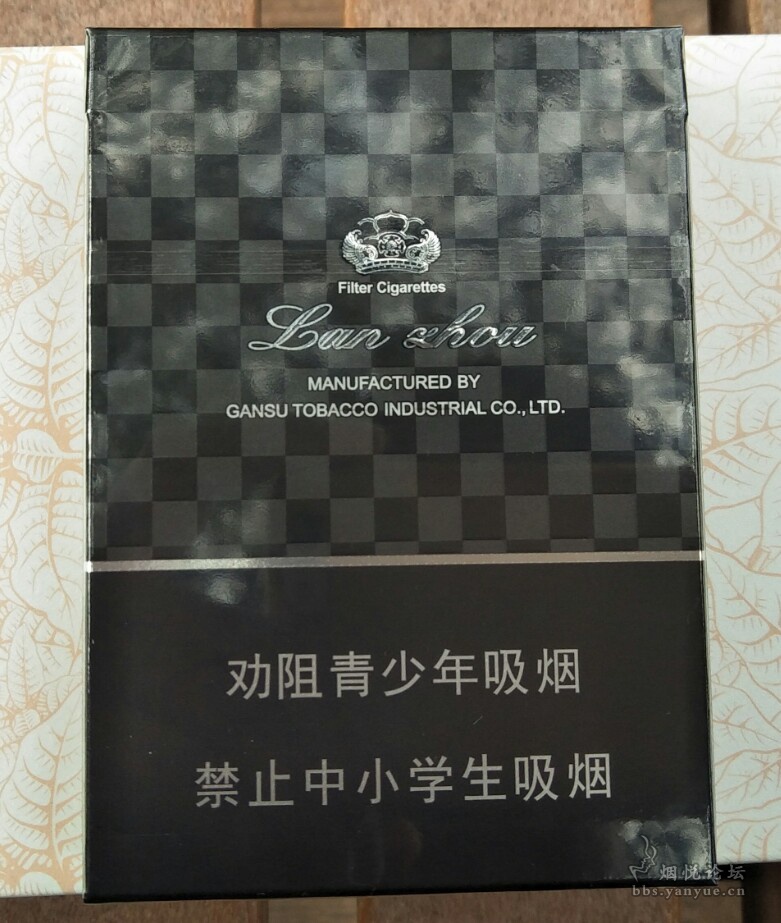 Filter Cigarettes
Lan zhou
MANUFACTURED BY
GANSU TOBACCO INDUSTRIAL CO., LTD.
劝阻青少年吸烟
禁止中小学生吸烟
烟悦论坛
bbs.yanyue.cn